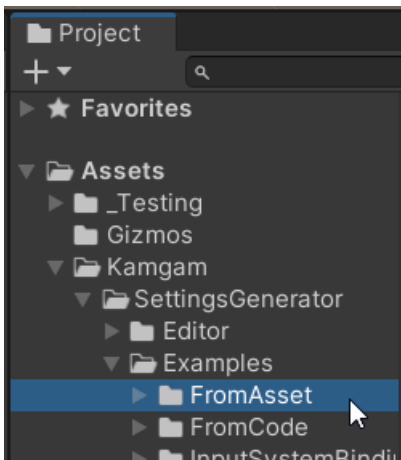 Project
Favorites
Assets
_Testing
Gizmos
Kamgam
SettingsGenerator
Editor
Examples
FromAsset
FromCode